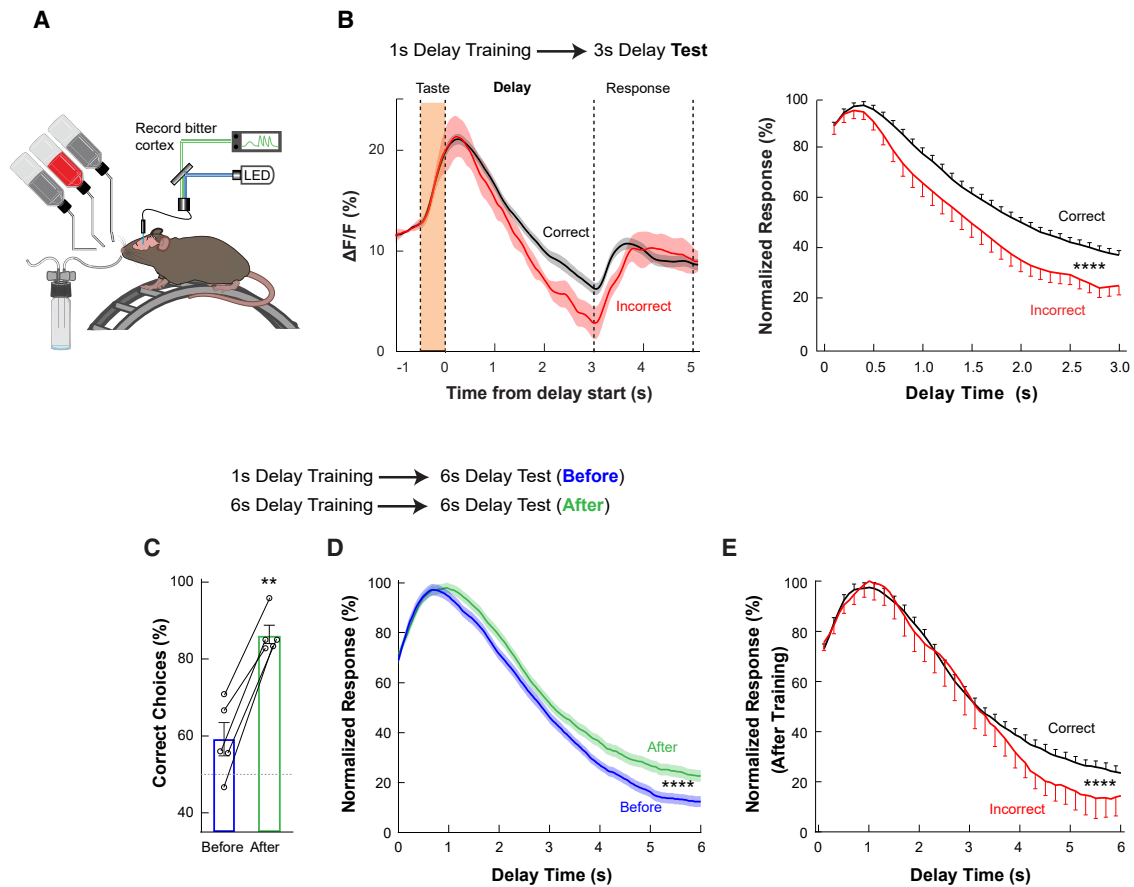 A
Record bitter
cortex
LED
B
1s Delay Training → 3s Delay Test
Taste
Delay
Response
20
10
0
ΔF/F (%)
Correct
Incorrect
-1 0 1 2 3 4 5
Time from delay start (s)
100
80
60
40
20
0
Normalized Response (%)
Correct
****
Incorrect
0 0.5 1.0 1.5 2.0 2.5 3.0
Delay Time (s)
1s Delay Training → 6s Delay Test (Before)
6s Delay Training → 6s Delay Test (After)
C
100
80
60
40
Correct Choices (%)
**
Before After
D
100
80
60
40
20
0
Normalized Response (%)
After
****
Before
0 1 2 3 4 5 6
Delay Time (s)
E
100
80
60
40
20
0
Normalized Response (%)
(After Training)
Correct
****
Incorrect
0 1 2 3 4 5 6
Delay Time (s)